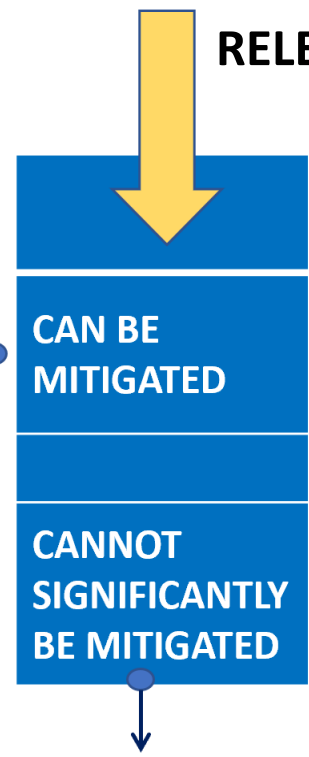 RELE
CAN BE
MITIGATED
CANNOT
SIGNIFICANTLY
BE MITIGATED